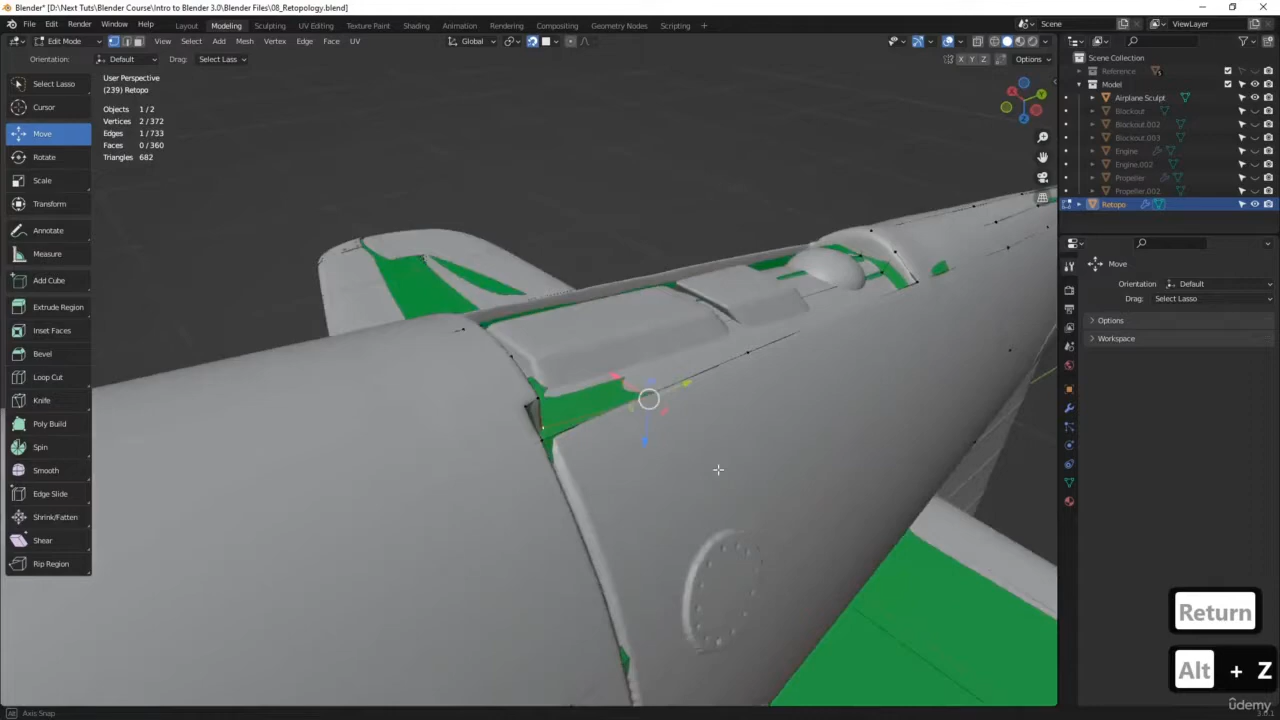 Blender* [D:\Next Tuts\Blender Course\Intro to Blender 3.0\Blender Files\08_Retopology.blend]
File Edit Render Window Help Layout Modeling Sculpting UV Editing Texture Paint Shading Animation Rendering Compositing Geometry Nodes Scripting Scene ViewLayer
Edit Mode View Select Add Mesh Vertex Edge Face UV Global
Orientation: Default Drag: Select Lasso X Y Z Options
User Perspective
(239) Retopo
Objects 1/2
Vertices 2/372
Edges 1/733
Faces 0/360
Triangles 682
Select Lasso
Cursor
Move
Rotate
Scale
Transform
Annotate
Measure
Add Cube
Extrude Region
Inset Faces
Bevel
Loop Cut
Knife
Poly Build
Spin
Smooth
Edge Slide
Shrink/Fatten
Shear
Rip Region
Scene Collection
Reference
Model
Airplane Sculpt
Blackout
Blackout.002
Blackout.003
Engine
Engine.002
Propeller
Propeller.002
Retopo
Move
Orientation: Default
Drag: Select Lasso
Options
Workspace
Return
Alt + Z
Axis Snap
ûdemy